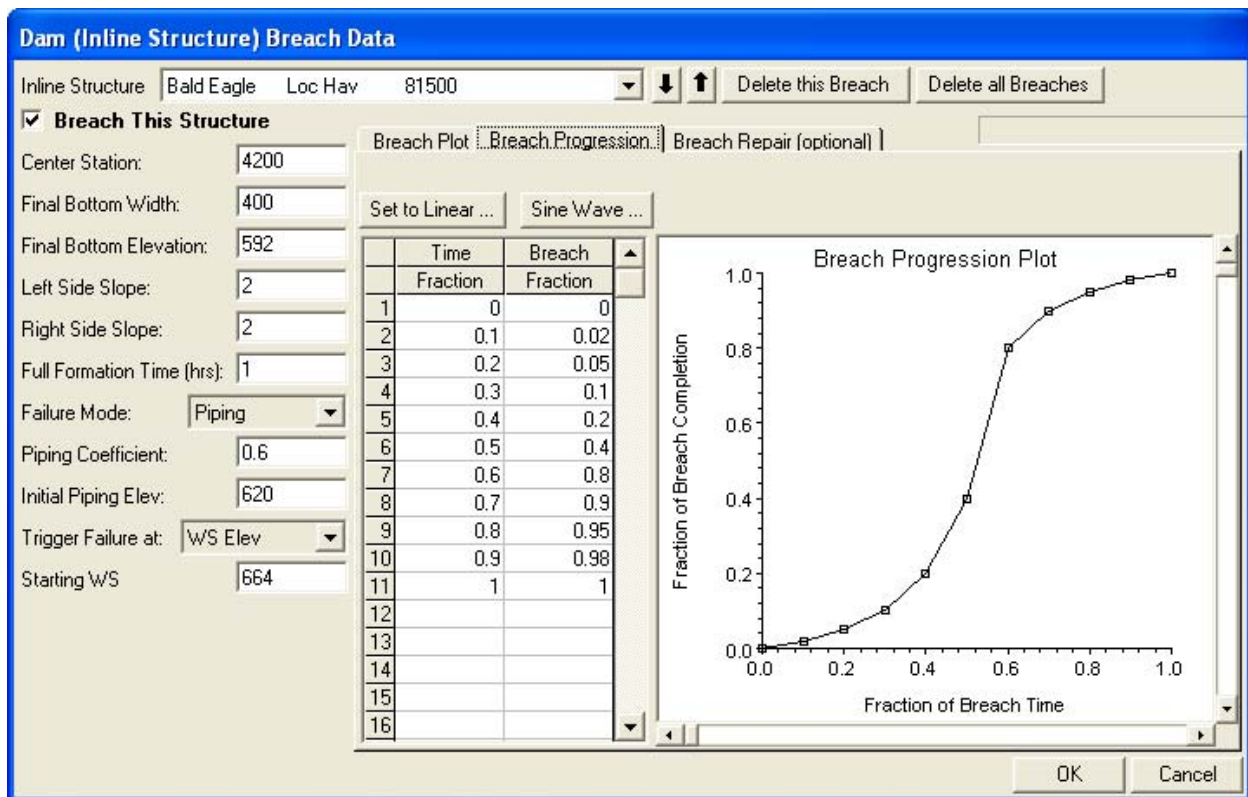 Dam (Inline Structure) Breach Data
Inline Structure Bald Eagle Loc Hav 81500 Delete this Breach Delete all Breaches
Breach This Structure
Center Station: 4200
Final Bottom Width: 400
Final Bottom Elevation: 592
Left Side Slope: 2
Right Side Slope: 2
Full Formation Time (hrs): 1
Failure Mode: Piping
Piping Coefficient: 0.6
Initial Piping Elev: 620
Trigger Failure at: WS Elev
Starting WS 664
Breach Plot Breach Progression Breach Repair (optional)
Set to Linear ... Sine Wave ...
Time Breach
Fraction Fraction
1 0 0
2 0.1 0.02
3 0.2 0.05
4 0.3 0.1
5 0.4 0.2
6 0.5 0.4
7 0.6 0.8
8 0.7 0.9
9 0.8 0.95
10 0.9 0.98
11 1 1
12
13
14
15
16
Breach Progression Plot
Fraction of Breach Completion
1.0
0.8
0.6
0.4
0.2
0.0
0.0 0.2 0.4 0.6 0.8 1.0
Fraction of Breach Time
OK Cancel